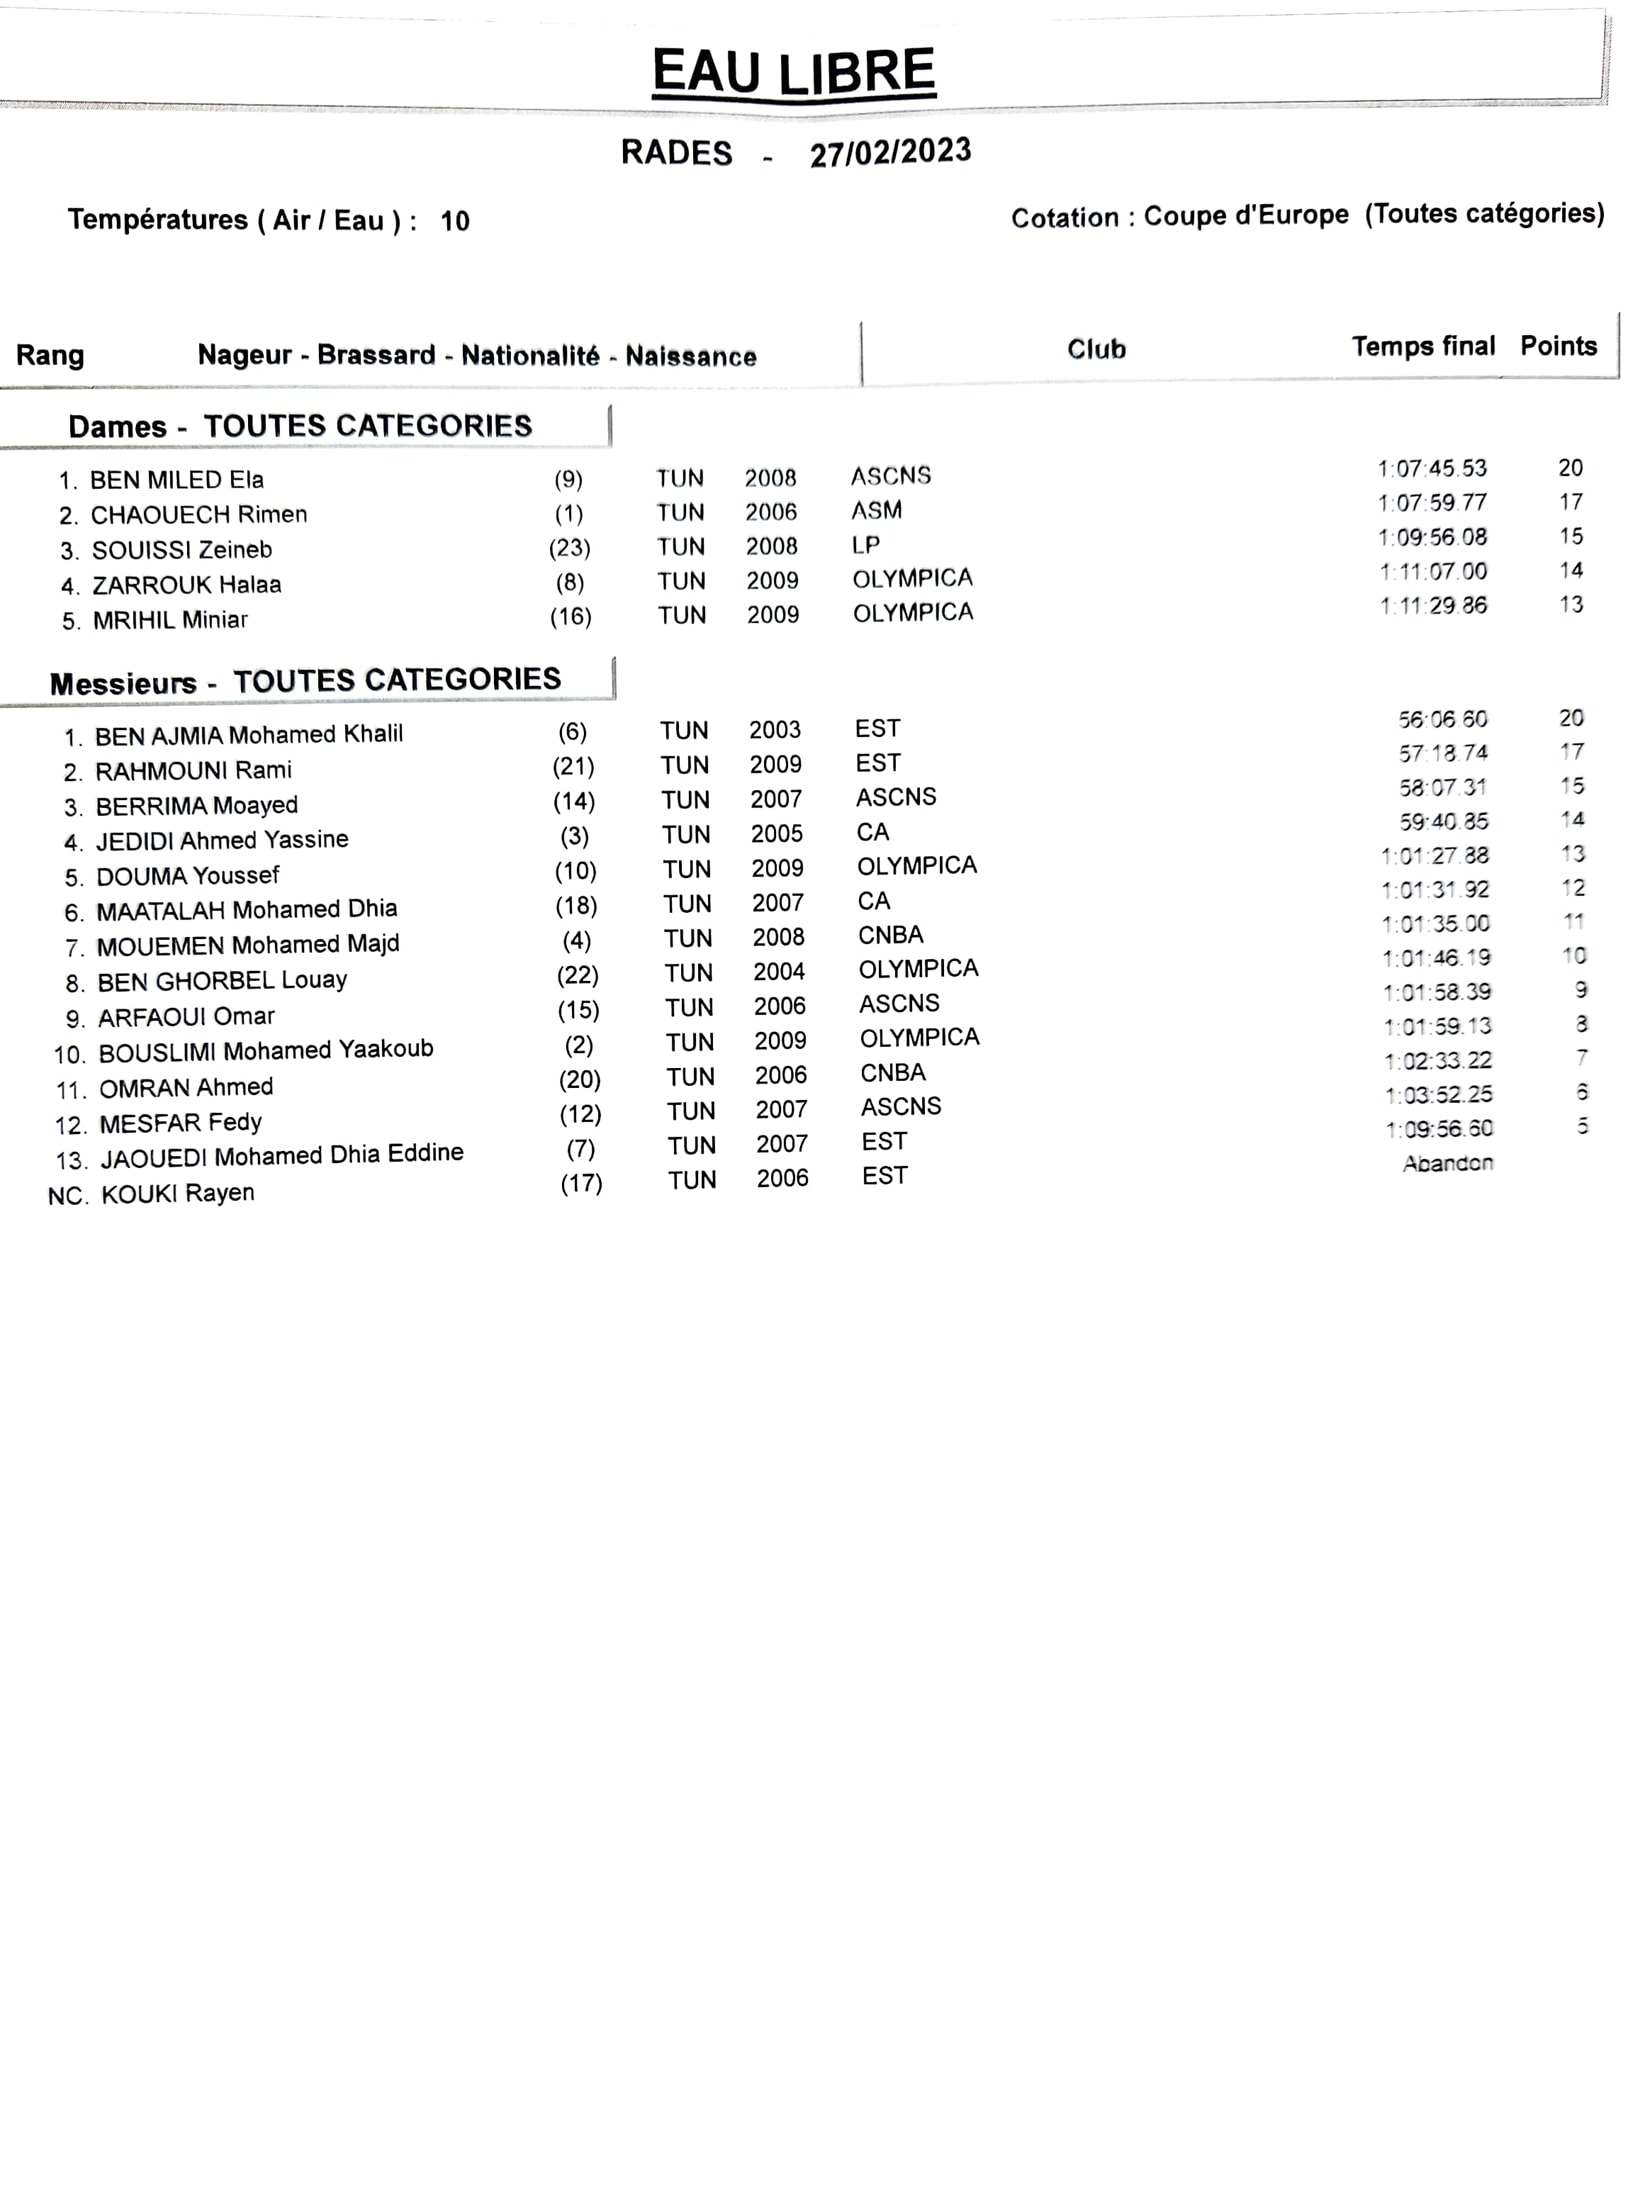 EAU LIBRE
RADES - 27/02/2023
Températures ( Air / Eau ) : 10 Cotation : Coupe d'Europe (Toutes catégories)
Rang Nageur - Brassard - Nationalité - Naissance Club Temps final Points
Dames - TOUTES CATEGORIES
1. BEN MILED Ela (9) TUN 2008 ASCNS 1:07:45.53 20
2. CHAOUECH Rimen (1) TUN 2006 ASM 1:07:59.77 17
3. SOUISSI Zeineb (23) TUN 2008 LP 1:09:56.08 15
4. ZARROUK Halaa (8) TUN 2009 OLYMPICA 1:11:07.00 14
5. MRIHIL Miniar (16) TUN 2009 OLYMPICA 1:11:29.86 13
Messieurs - TOUTES CATEGORIES
1. BEN AJMIA Mohamed Khalil (6) TUN 2003 EST 56:06.60 20
2. RAHMOUNI Rami (21) TUN 2009 EST 57:18.74 17
3. BERRIMA Moayed (14) TUN 2007 ASCNS 58:07.31 15
4. JEDIDI Ahmed Yassine (3) TUN 2005 CA 59:40.85 14
5. DOUMA Youssef (10) TUN 2009 OLYMPICA 1:01:27.88 13
6. MAATALAH Mohamed Dhia (18) TUN 2007 CA 1:01:31.92 12
7. MOUEMEN Mohamed Majd (4) TUN 2008 CNBA 1:01:35.00 11
8. BEN GHORBEL Louay (22) TUN 2004 OLYMPICA 1:01:46.19 10
9. ARFAOUI Omar (15) TUN 2006 ASCNS 1:01:58.39 9
10. BOUSLIMI Mohamed Yaakoub (2) TUN 2009 OLYMPICA 1:01:59.13 8
11. OMRAN Ahmed (20) TUN 2006 CNBA 1:02:33.22 7
12. MESFAR Fedy (12) TUN 2007 ASCNS 1:03:52.25 6
13. JAOUEDI Mohamed Dhia Eddine (7) TUN 2007 EST 1:09:56.60 5
NC. KOUKI Rayen (17) TUN 2006 EST Abandon